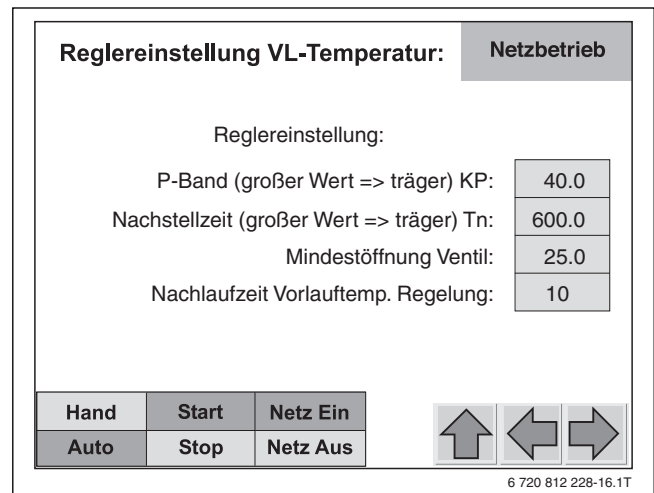 Reglereinstellung VL-Temperatur: Netzbetrieb
Reglereinstellung:
P-Band (großer Wert => träger) KP: 40.0
Nachstellzeit (großer Wert => träger) Tn: 600.0
Mindestöffnung Ventil: 25.0
Nachlaufzeit Vorlauftemp. Regelung: 10
Hand Start Netz Ein
Auto Stop Netz Aus
6 720 812 228-16.1T